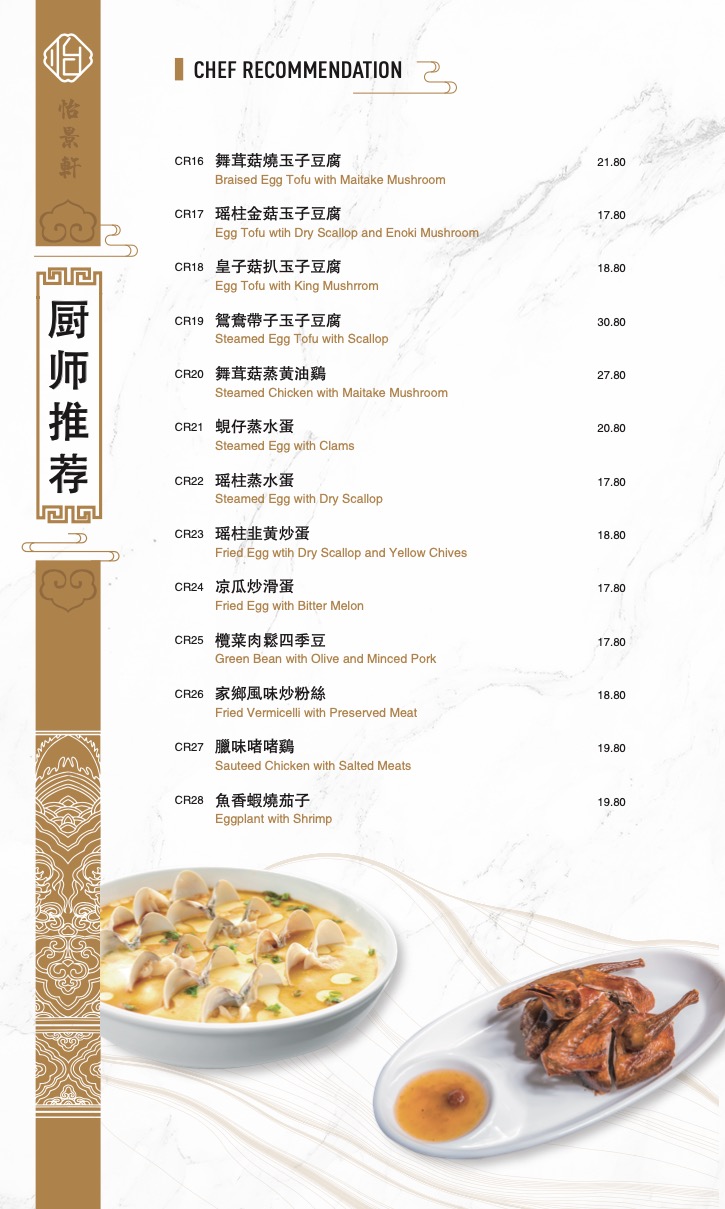 怡景軒
厨师推荐
CHEF RECOMMENDATION
CR16 舞茸菇燒玉子豆腐 21.80
Braised Egg Tofu with Maitake Mushroom
CR17 瑶柱金菇玉子豆腐 17.80
Egg Tofu wtih Dry Scallop and Enoki Mushroom
CR18 皇子菇扒玉子豆腐 18.80
Egg Tofu with King Mushrrom
CR19 鴛鴦帶子玉子豆腐 30.80
Steamed Egg Tofu with Scallop
CR20 舞茸菇蒸黄油鷄 27.80
Steamed Chicken with Maitake Mushroom
CR21 蜆仔蒸水蛋 20.80
Steamed Egg with Clams
CR22 瑶柱蒸水蛋 17.80
Steamed Egg with Dry Scallop
CR23 瑶柱韭黄炒蛋 18.80
Fried Egg wtih Dry Scallop and Yellow Chives
CR24 凉瓜炒滑蛋 17.80
Fried Egg with Bitter Melon
CR25 欖菜肉鬆四季豆 17.80
Green Bean with Olive and Minced Pork
CR26 家鄉風味炒粉絲 18.80
Fried Vermicelli with Preserved Meat
CR27 臘味啫啫鷄 19.80
Sauteed Chicken with Salted Meats
CR28 魚香蝦燒茄子 19.80
Eggplant with Shrimp